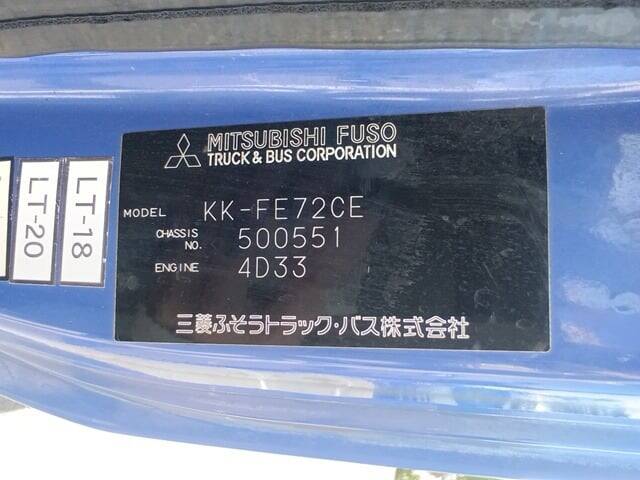 MITSUBISHI FUSO
TRUCK & BUS CORPORATION
MODEL KK-FE72CE
CHASSIS NO. 500551
ENGINE 4D33
三菱ふそうトラック・バス株式会社
LT-20
LT-18